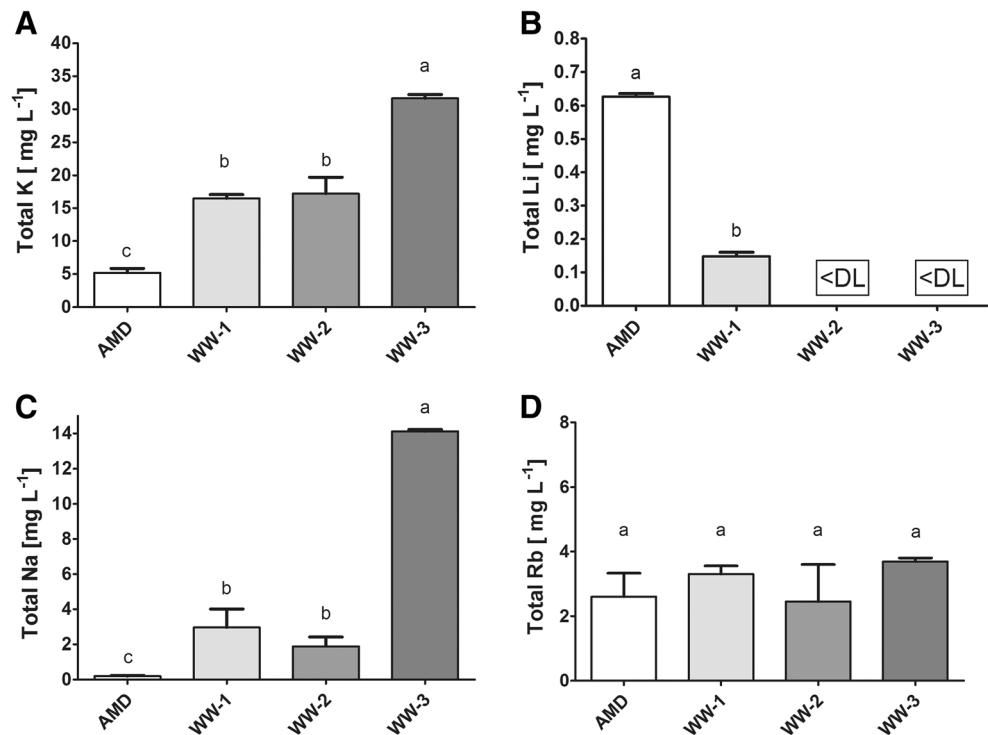 A
Total K [ mg L⁻¹]
40
35
30
25
20
15
10
5
0
c
b
b
a
AMD
WW-1
WW-2
WW-3
B
Total Li [ mg L⁻¹]
0.8
0.7
0.6
0.5
0.4
0.3
0.2
0.1
0.0
a
b
<DL
<DL
AMD
WW-1
WW-2
WW-3
C
Total Na [mg L⁻¹]
14
12
10
8
6
4
2
0
c
b
b
a
AMD
WW-1
WW-2
WW-3
D
Total Rb [ mg L⁻¹]
8
6
4
2
0
a
a
a
a
AMD
WW-1
WW-2
WW-3